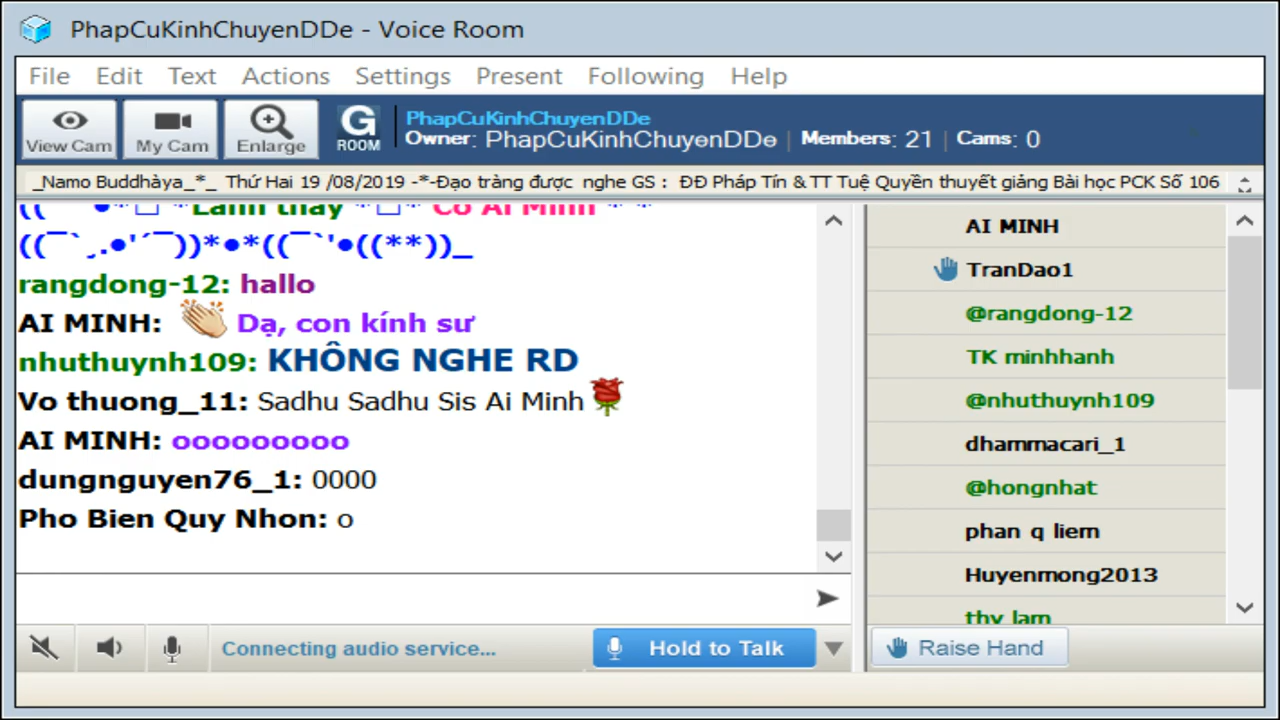 PhapCuKinhChuyenDDe - Voice Room
File Edit Text Actions Settings Present Following Help
View Cam My Cam Enlarge G ROOM
PhapCuKinhChuyenDDe
Owner: PhapCuKinhChuyenDDe | Members: 21 | Cams: 0
_Namo Buddhàya_*_ Thứ Hai 19 /08/2019 -*-Đạo tràng được nghe GS : ĐĐ Pháp Tín & TT Tuệ Quyền thuyết giảng Bài học PCK Số 106
((¯`¸.●'´¯))*●*((¯`'●((**))_
rangdong-12: hallo
AI MINH: Dạ, con kính sư
nhuthuynh109: KHÔNG NGHE RD
Vo thuong_11: Sadhu Sadhu Sis Ai Minh
AI MINH: ooooooooo
dungnguyen76_1: 0000
Pho Bien Quy Nhon: o
Connecting audio service...
Hold to Talk
AI MINH
TranDao1
@rangdong-12
TK minhhanh
@nhuthuynh109
dhammacari_1
@hongnhat
phan q liem
Huyenmong2013
thy lam
Raise Hand